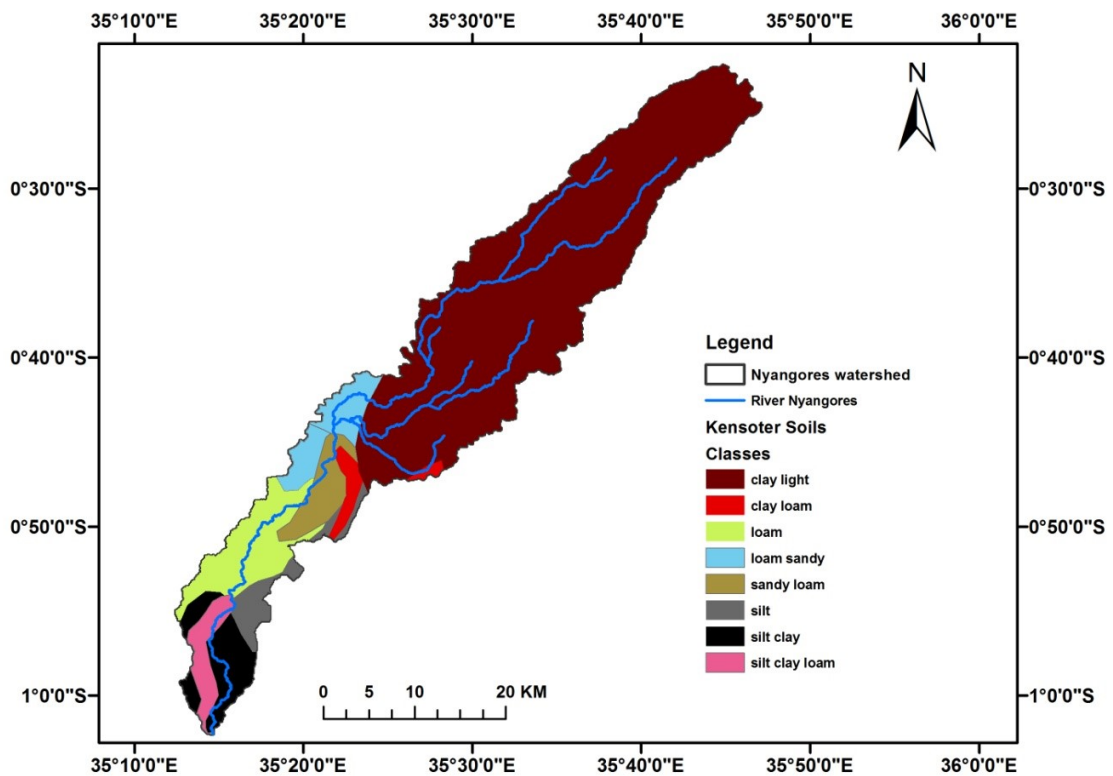 35°10'0"E 35°20'0"E 35°30'0"E 35°40'0"E 35°50'0"E 36°0'0"E
N
0°30'0"S 0°30'0"S
0°40'0"S 0°40'0"S
Legend
Nyangores watershed
River Nyangores
Kensoter Soils
Classes
clay light
clay loam
loam
loam sandy
sandy loam
silt
silt clay
silt clay loam
0°50'0"S 0°50'0"S
1°0'0"S 1°0'0"S
0 5 10 20 KM
35°10'0"E 35°20'0"E 35°30'0"E 35°40'0"E 35°50'0"E 36°0'0"E